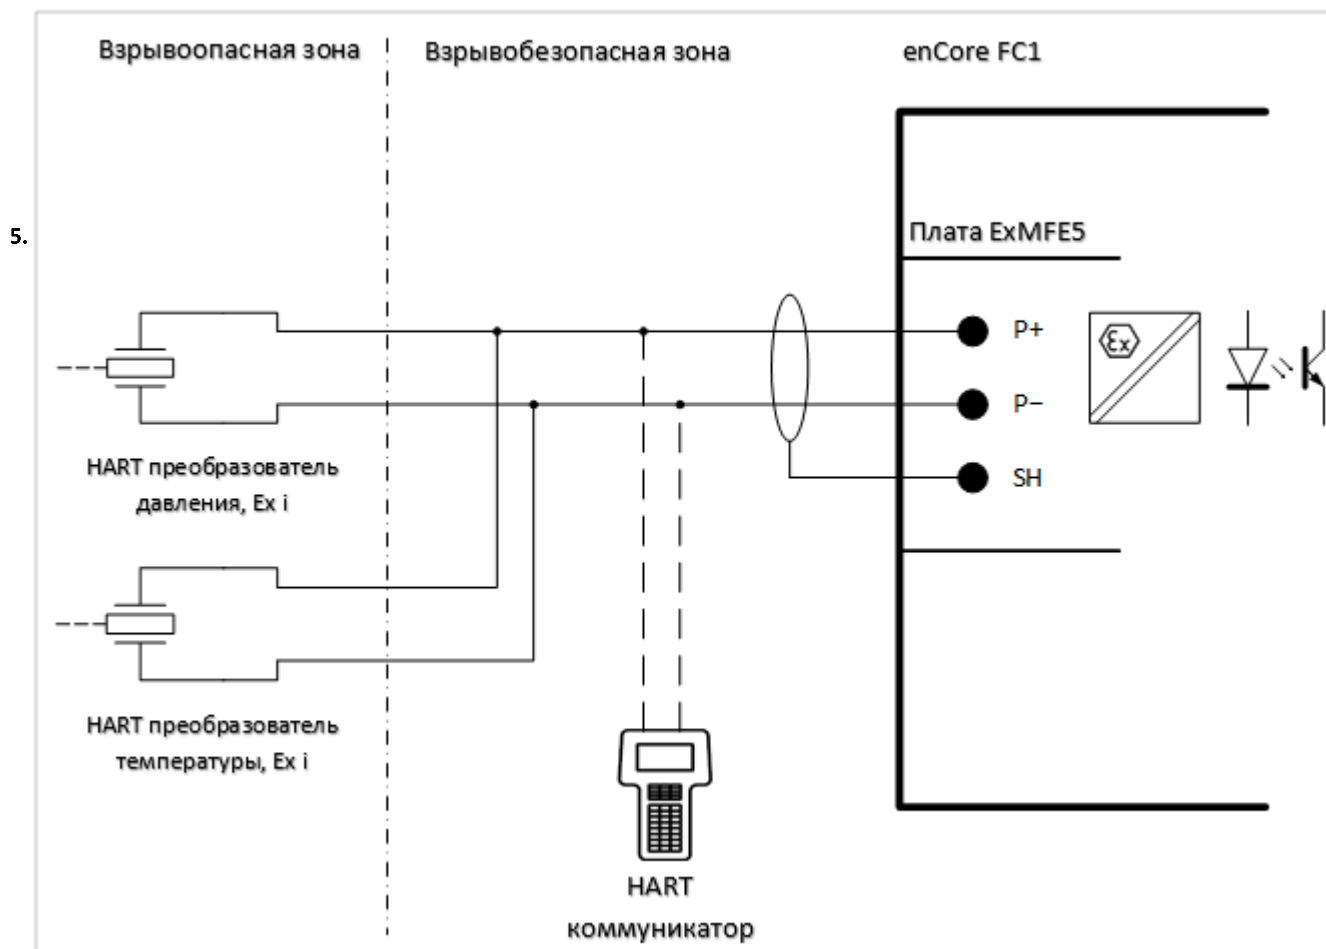 Взрывоопасная зона
Взрывобезопасная зона
enCore FC1
5.
Плата ExMFE5
P+
Ex
P–
SH
HART преобразователь
давления, Ex i
HART преобразователь
температуры, Ex i
HART
коммуникатор